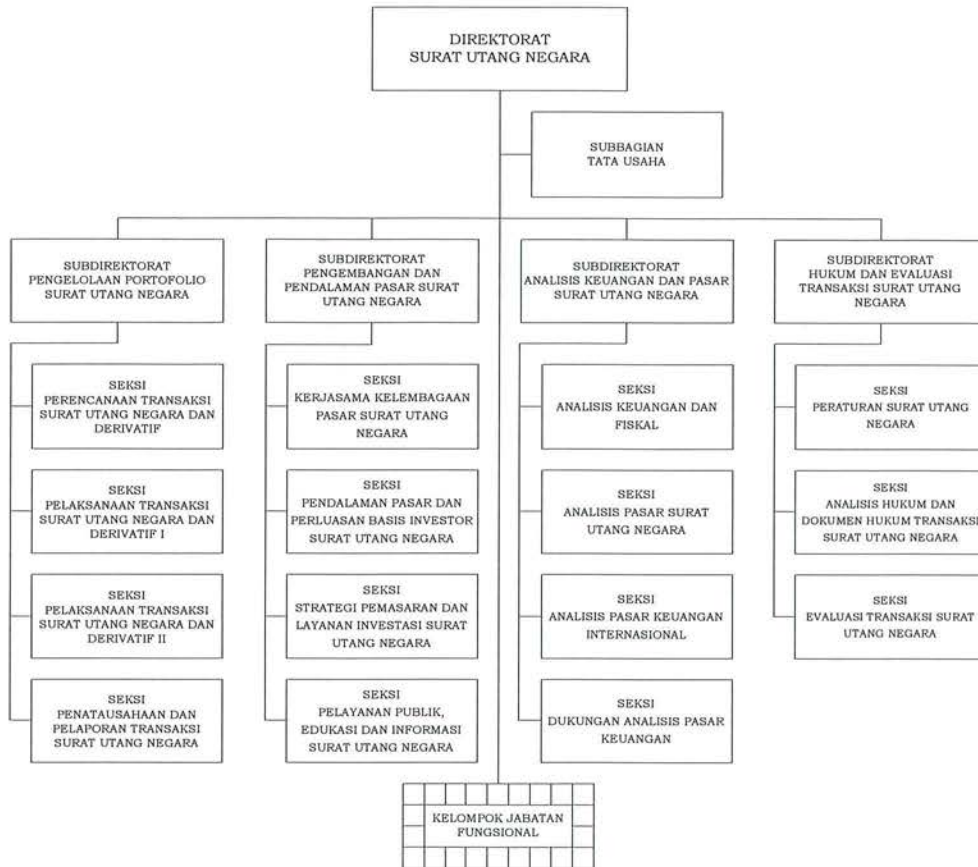 DIREKTORAT
SURAT UTANG NEGARA
SUBBAGIAN
TATA USAHA
SUBDIREKTORAT
PENGELOLAAN PORTOFOLIO
SURAT UTANG NEGARA
SEKSI
PERENCANAAN TRANSAKSI
SURAT UTANG NEGARA DAN
DERIVATIF
SEKSI
PELAKSANAAN TRANSAKSI
SURAT UTANG NEGARA DAN
DERIVATIF I
SEKSI
PELAKSANAAN TRANSAKSI
SURAT UTANG NEGARA DAN
DERIVATIF II
SEKSI
PENATAUSAHAAN DAN
PELAPORAN TRANSAKSI
SURAT UTANG NEGARA
SUBDIREKTORAT
PENGEMBANGAN DAN
PENDALAMAN PASAR SURAT
UTANG NEGARA
SEKSI
KERJASAMA KELEMBAGAAN
PASAR SURAT UTANG
NEGARA
SEKSI
PENDALAMAN PASAR DAN
PERLUASAN BASIS INVESTOR
SURAT UTANG NEGARA
SEKSI
STRATEGI PEMASARAN DAN
LAYANAN INVESTASI SURAT
UTANG NEGARA
SEKSI
PELAYANAN PUBLIK,
EDUKASI DAN INFORMASI
SURAT UTANG NEGARA
SUBDIREKTORAT
ANALISIS KEUANGAN DAN PASAR
SURAT UTANG NEGARA
SEKSI
ANALISIS KEUANGAN DAN
FISKAL
SEKSI
ANALISIS PASAR SURAT
UTANG NEGARA
SEKSI
ANALISIS PASAR KEUANGAN
INTERNASIONAL
SEKSI
DUKUNGAN ANALISIS PASAR
KEUANGAN
SUBDIREKTORAT
HUKUM DAN EVALUASI
TRANSAKSI SURAT UTANG
NEGARA
SEKSI
PERATURAN SURAT UTANG
NEGARA
SEKSI
ANALISIS HUKUM DAN
DOKUMEN HUKUM TRANSAKSI
SURAT UTANG NEGARA
SEKSI
EVALUASI TRANSAKSI SURAT
UTANG NEGARA
KELOMPOK JABATAN
FUNGSIONAL